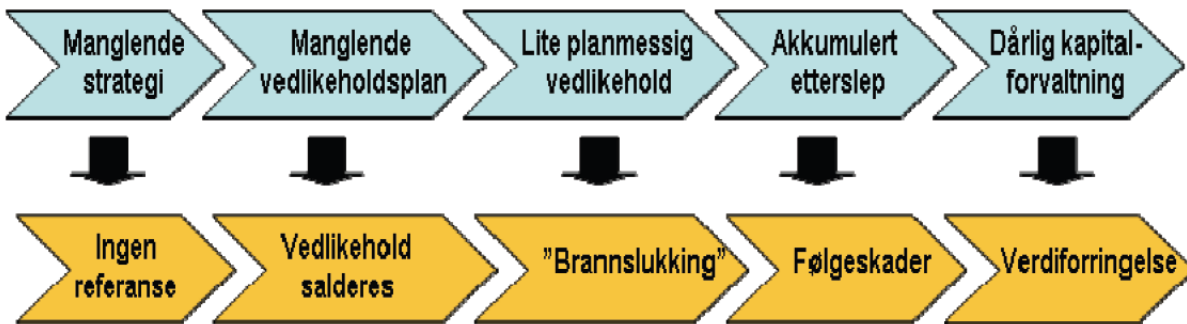 Manglende
strategi
Manglende
vedlikeholdsplan
Lite planmessig
vedlikehold
Akkumulert
etterslep
Dårlig kapital-
forvaltning
Ingen
referanse
Vedlikehold
salderes
"Brannslukking"
Følgeskader
Verdiforringelse